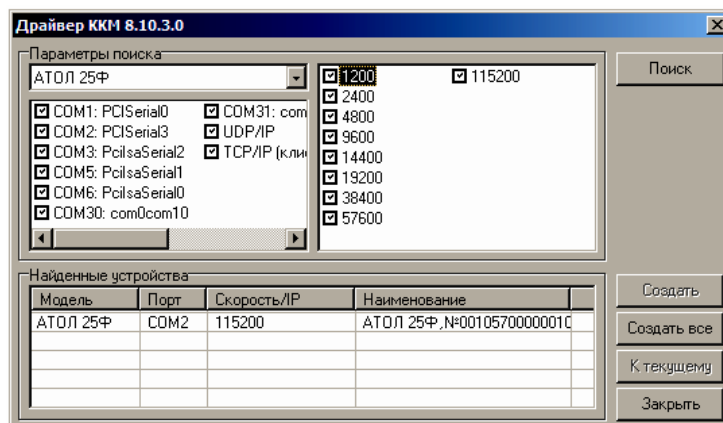 Драйвер ККМ 8.10.3.0
Параметры поиска
АТОЛ 25Ф
COM1: PCISerial0
COM2: PCISerial3
COM3: PciIsaSerial2
COM5: PciIsaSerial1
COM6: PciIsaSerial0
COM30: com0com10
COM31: com
UDP/IP
TCP/IP (кли
1200
2400
4800
9600
14400
19200
38400
57600
115200
Поиск
Найденные устройства
Модель Порт Скорость/IP Наименование
АТОЛ 25Ф COM2 115200 АТОЛ 25Ф,№0010570000001
Создать
Создать все
К текущему
Закрыть